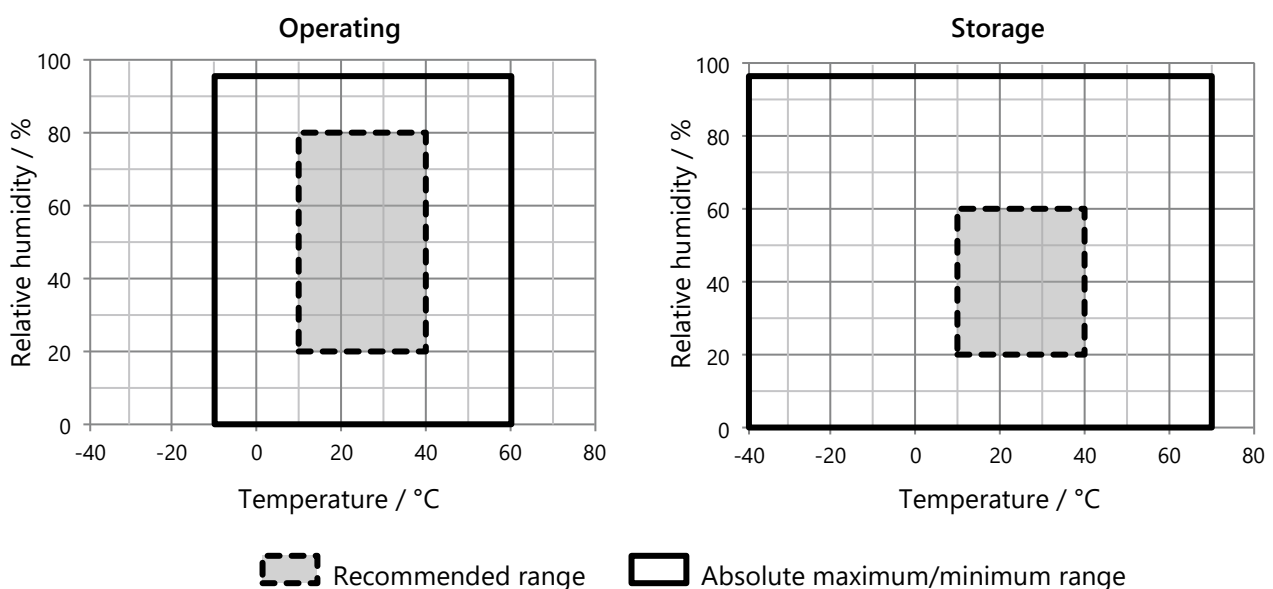 Operating
100
80
60
40
20
0
Relative humidity / %
-40 -20 0 20 40 60 80
Temperature / °C
Storage
100
80
60
40
20
0
Relative humidity / %
-40 -20 0 20 40 60 80
Temperature / °C
Recommended range
Absolute maximum/minimum range